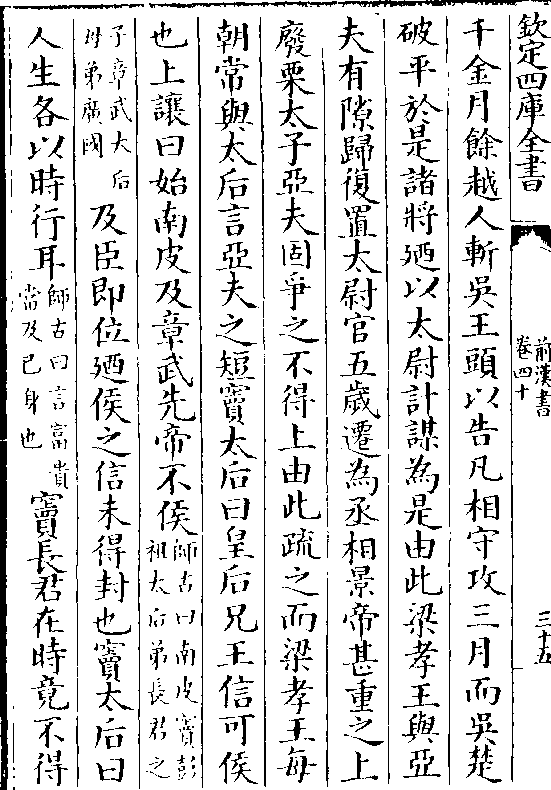 欽定四庫全書
前漢書
卷四十
三十五
千金月餘越人斬吳王頭以告凡相守攻三月而吳楚
破平於是諸將廼以太尉計謀為是由此梁孝王與亞
夫有隙歸復置太尉官五歲遷為丞相景帝甚重之上
廢栗太子亞夫固爭之不得上由此疏之而梁孝王每
朝常與太后言亞夫之短竇太后曰皇后兄王信可侯
也上讓曰始南皮及章武先帝不侯師古曰南皮竇彭祖大后弟長君之
子章武大后母弟廣國及臣即位廼侯之信未得封也竇太后曰
人生各以時行耳師古曰言富貴當及已身也竇長君在時竟不得